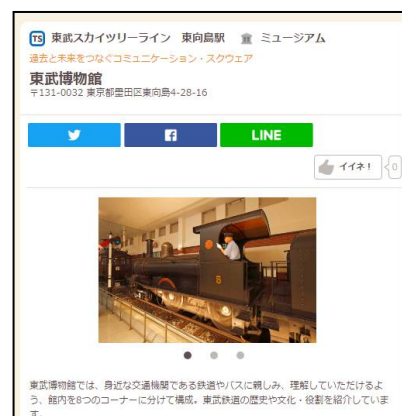 TS 東武スカイツリーライン 東向島駅 ミュージアム
過去と未来をつなぐコミュニケーション・スクウェア
東武博物館
〒131-0032 東京都墨田区東向島4-28-16
LINE
イイネ! 0
東武博物館では、身近な交通機関である鉄道やバスに親しみ、理解していただけるよ
う、館内を8つのコーナーに分けて構成。東武鉄道の歴史や文化・役割を紹介していま
す。